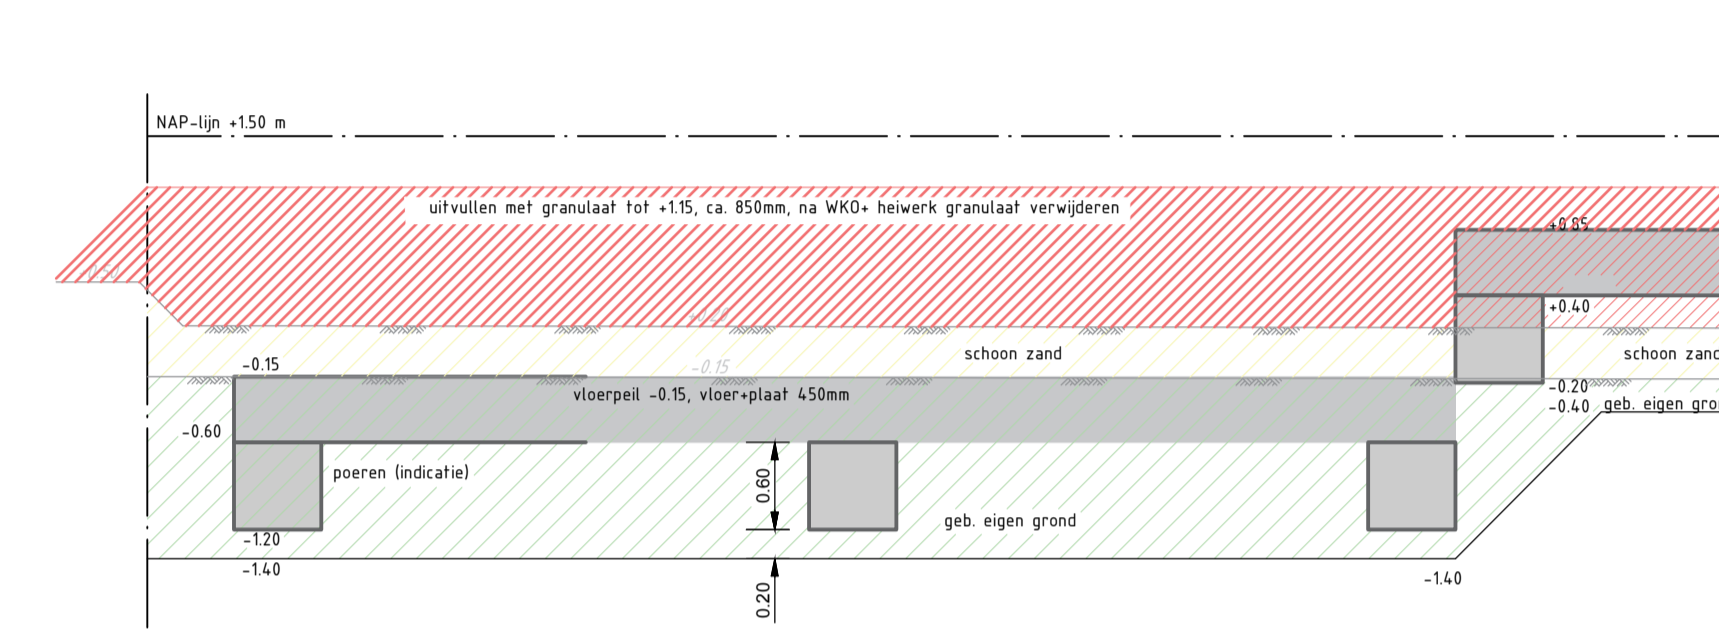 NAP-lijn +1.50 m
uitvullen met granulaat tot +1.15, ca. 850mm, na WKO+ heiwerk granulaat verwijderen
+0.85
+0.40
schoon zand
schoon zand
-0.15
-0.15
vloerpeil -0.15, vloer+plaat 450mm
-0.20
-0.40 geb. eigen gro
-0.60
poeren (indicatie)
0.60
geb. eigen grond
-1.20
-1.40
-1.40
0.20